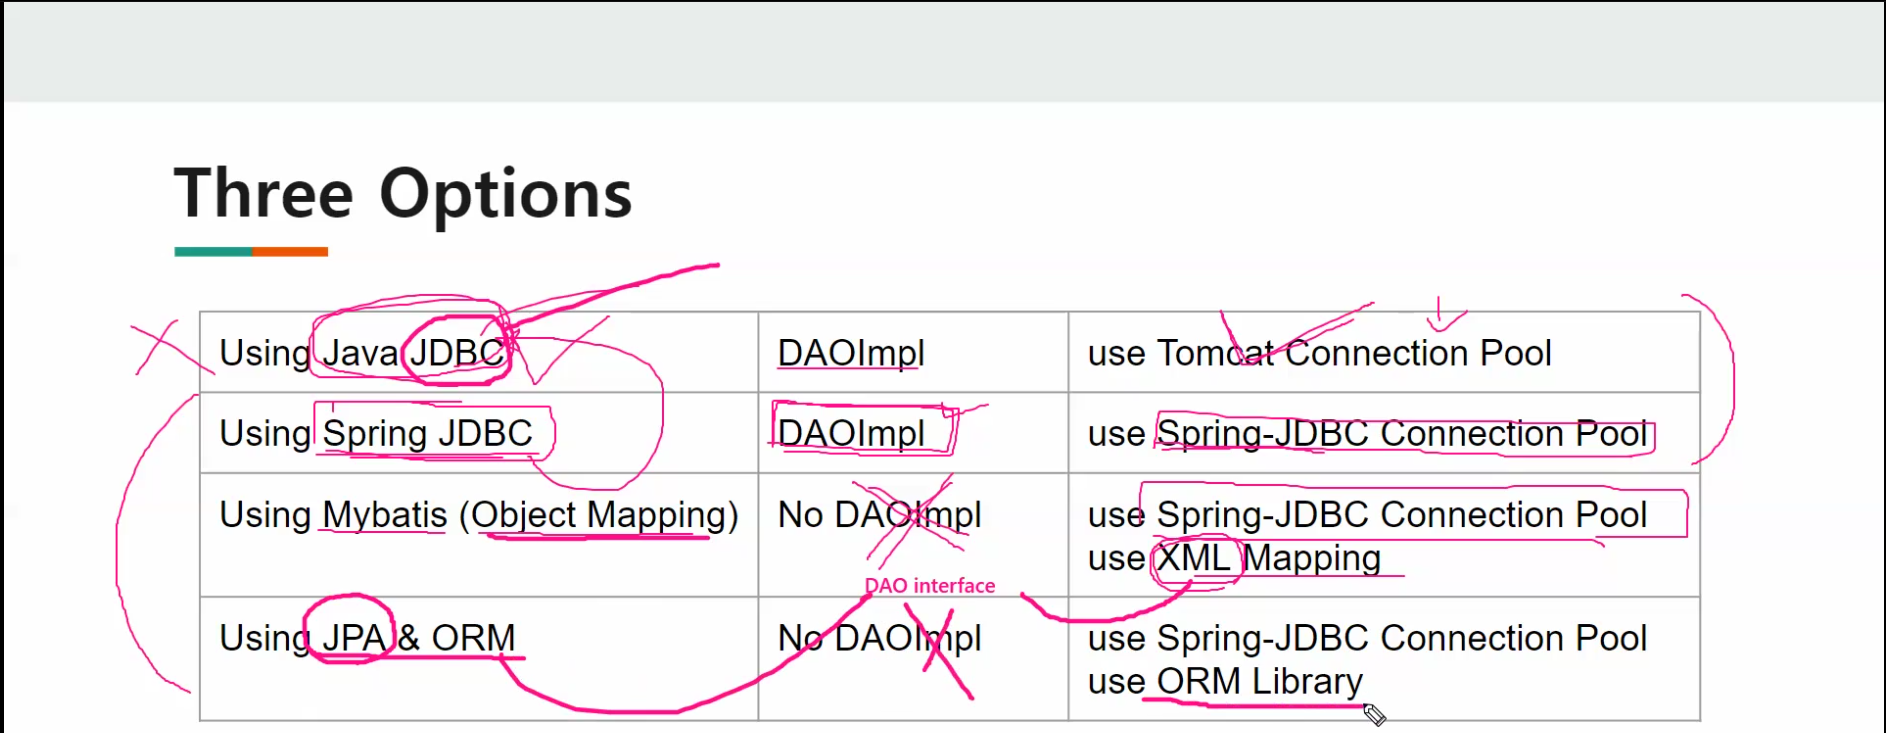 Three Options
Using Java JDBC
DAOImpl
use Tomcat Connection Pool
Using Spring JDBC
DAOImpl
use Spring-JDBC Connection Pool
Using Mybatis (Object Mapping)
No DAOImpl
use Spring-JDBC Connection Pool
use XML Mapping
DAO interface
Using JPA & ORM
No DAOImpl
use Spring-JDBC Connection Pool
use ORM Library